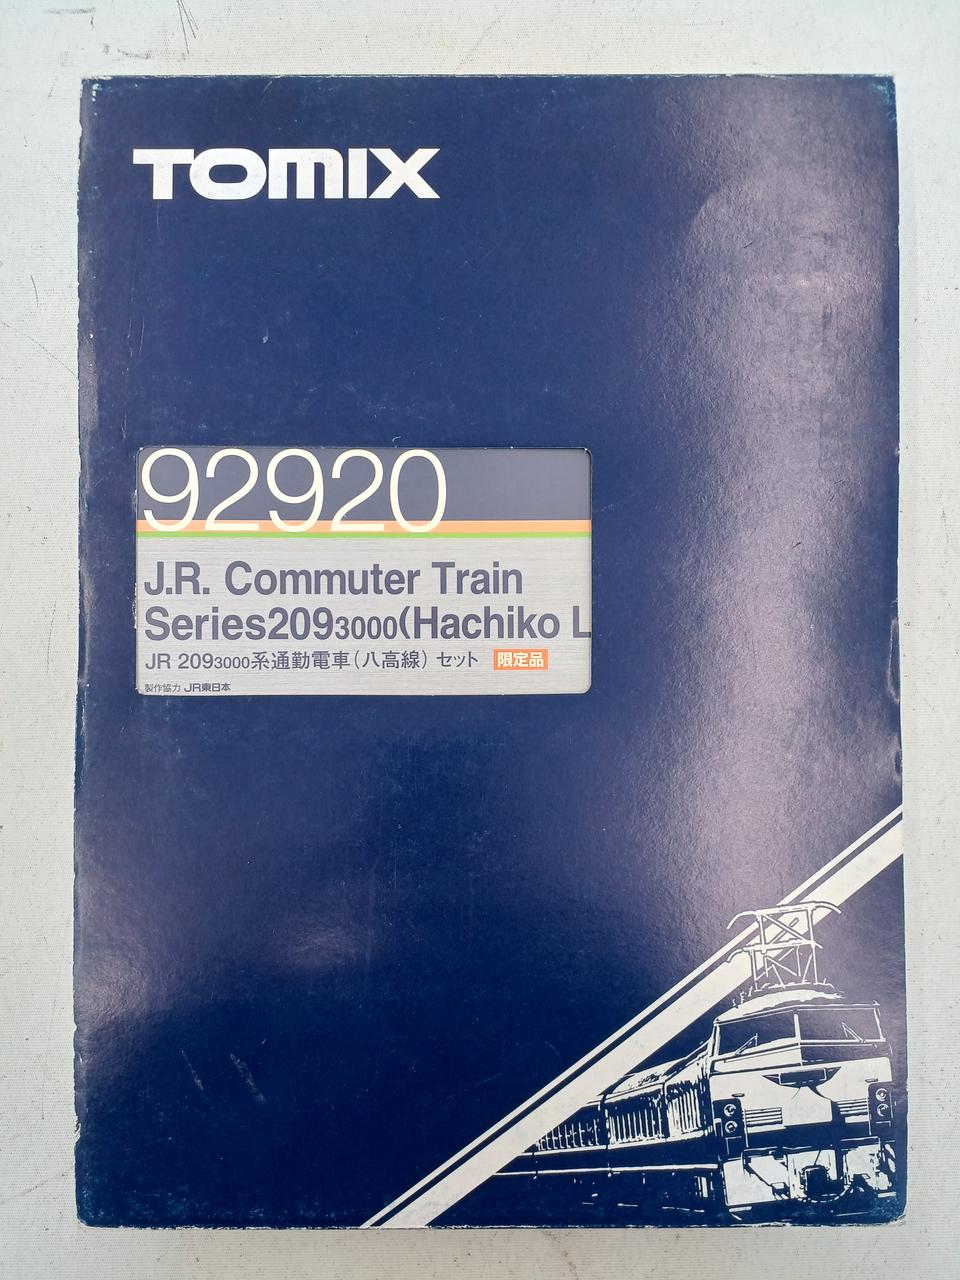 TOMIX
92920
J.R. Commuter Train
Series2093000(Hachiko L
JR 2093000系通勤電車(八高線) セット 限定品
製作協力 JR東日本